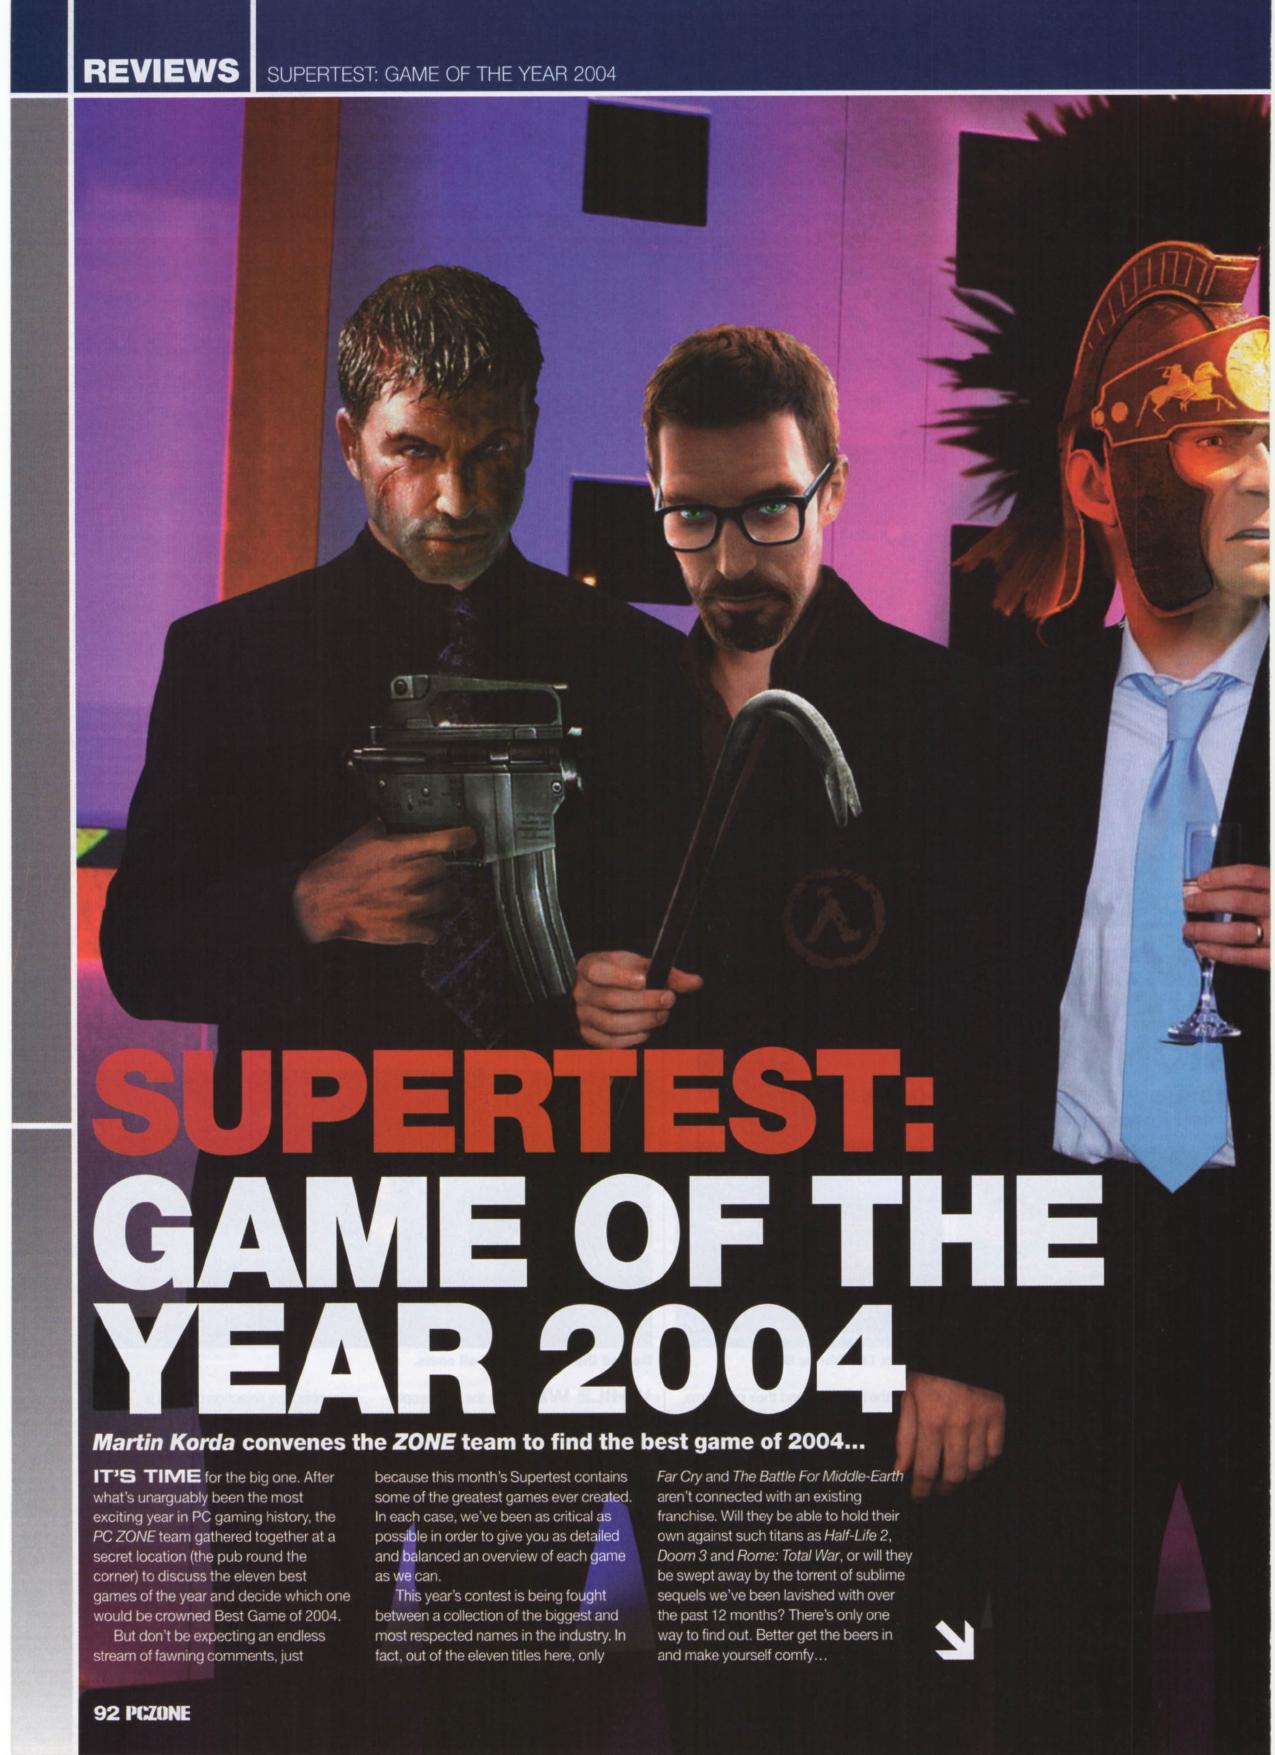 REVIEWS
SUPERTEST: GAME OF THE YEAR 2004
SUPERTEST:
GAME OF THE
YEAR 2004
Martin Korda convenes the ZONE team to find the best game of 2004...
IT'S TIME for the big one. After
what's unarguably been the most
exciting year in PC gaming history, the
PC ZONE team gathered together at a
secret location (the pub round the
corner) to discuss the eleven best
games of the year and decide which one
would be crowned Best Game of 2004.
But don't be expecting an endless
stream of fawning comments, just
because this month's Supertest contains
some of the greatest games ever created.
In each case, we've been as critical as
possible in order to give you as detailed
and balanced an overview of each game
as we can.
This year's contest is being fought
between a collection of the biggest and
most respected names in the industry. In
fact, out of the eleven titles here, only
Far Cry and The Battle For Middle-Earth
aren't connected with an existing
franchise. Will they be able to hold their
own against such titans as Half-Life 2,
Doom 3 and Rome: Total War, or will they
be swept away by the torrent of sublime
sequels we've been lavished with over
the past 12 months? There's only one
way to find out. Better get the beers in
and make yourself comfy...
92 PCZONE